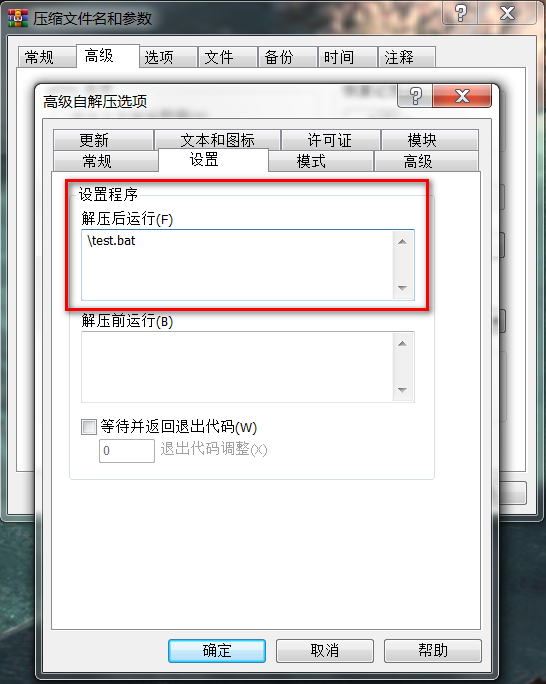 压缩文件名和参数
常规 高级 选项 文件 备份 时间 注释
高级自解压选项
更新 文本和图标 许可证 模块
常规 设置 模式 高级
设置程序
解压后运行(F)
\test.bat
解压前运行(B)
等待并返回退出代码(W)
0 退出代码调整(X)
确定 取消 帮助